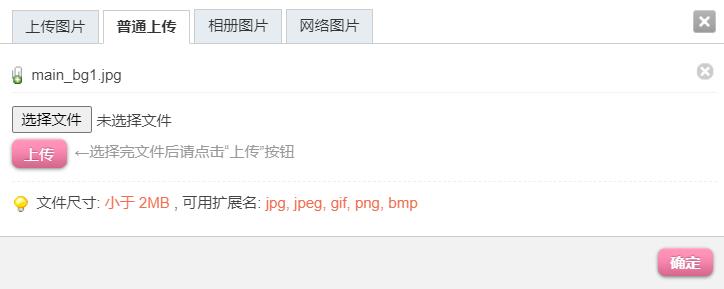 上传图片 普通上传 相册图片 网络图片
main_bg1.jpg
选择文件 未选择文件
上传 ←选择完文件后请点击“上传”按钮
文件尺寸: 小于 2MB , 可用扩展名: jpg, jpeg, gif, png, bmp
确定